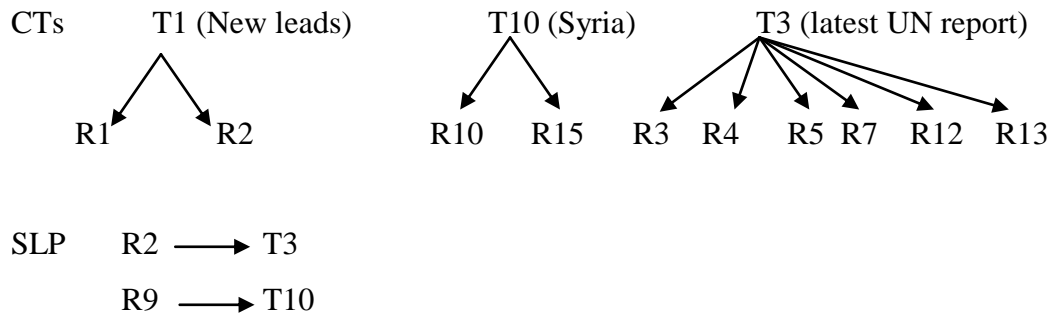 CTs T1 (New leads) T10 (Syria) T3 (latest UN report)
R1 R2 R10 R15 R3 R4 R5 R7 R12 R13
SLP R2 T3
R9 T10